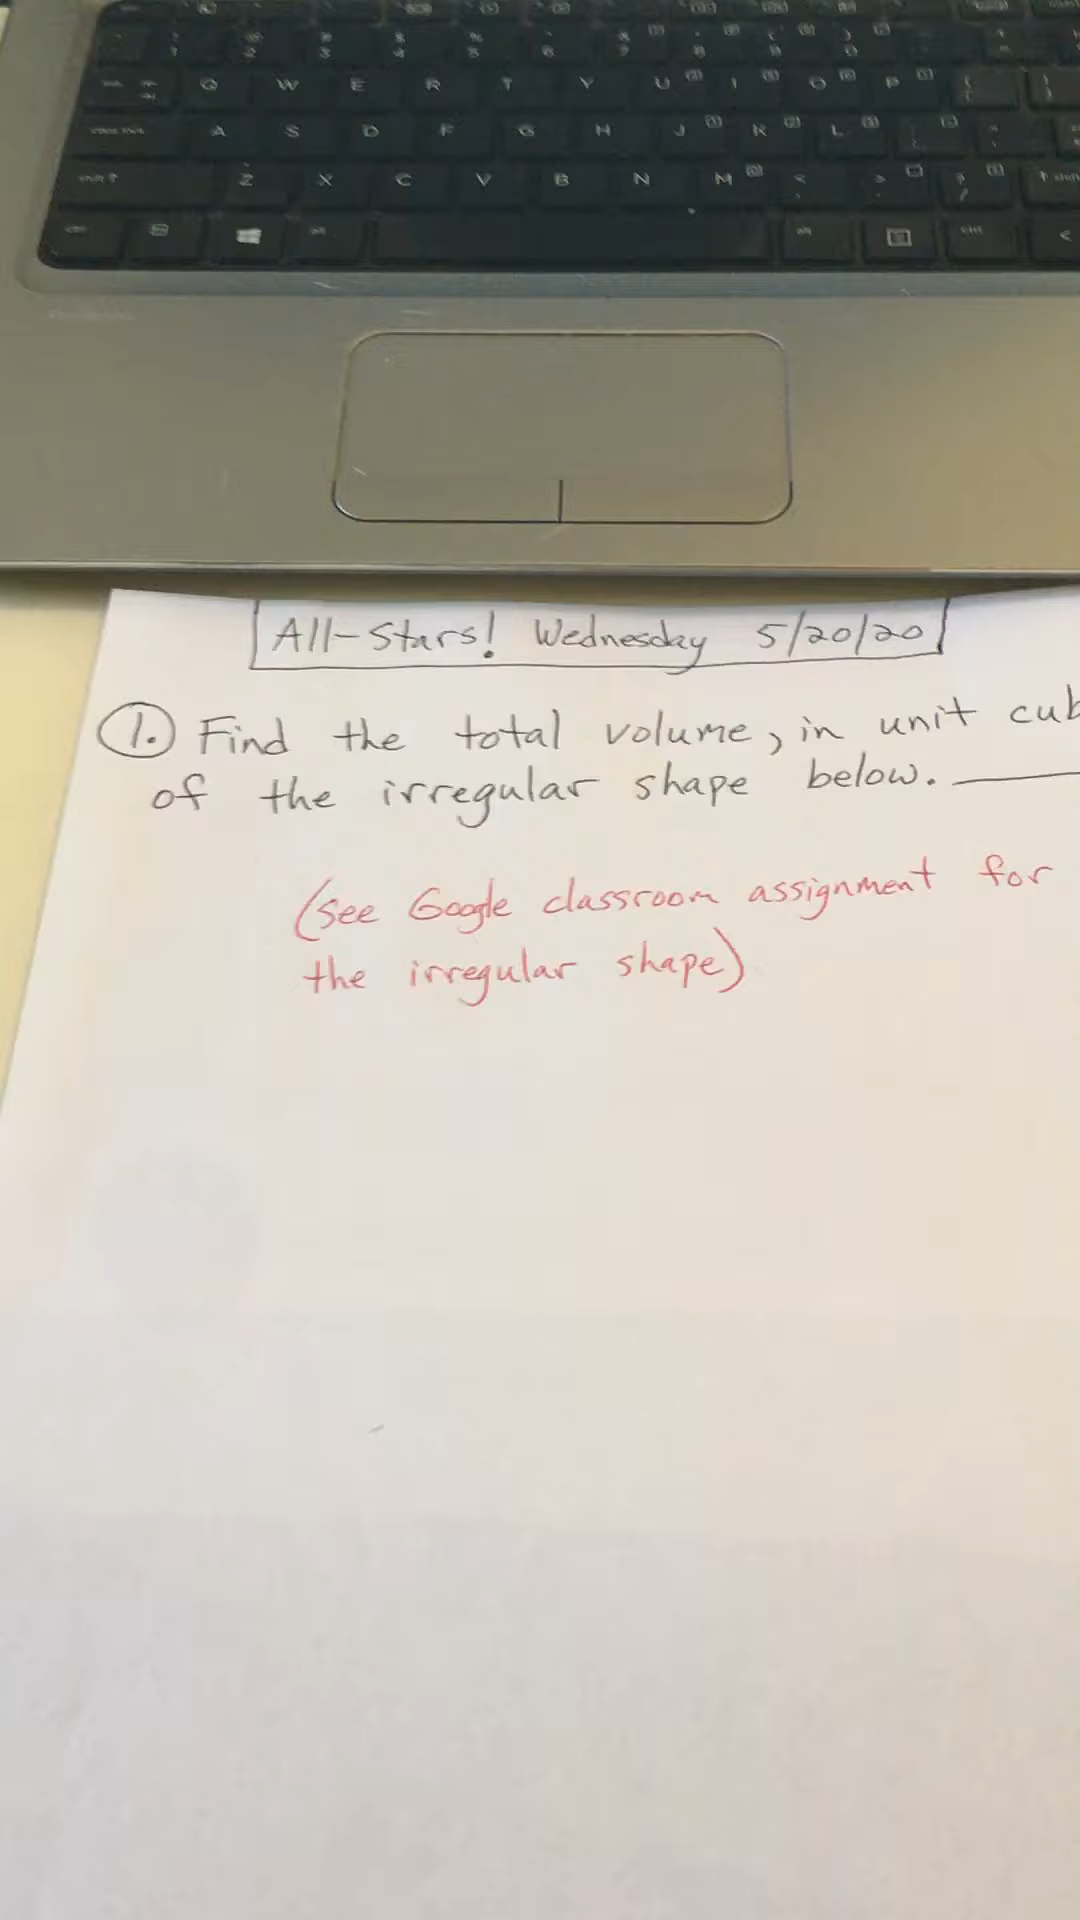 Q W E R T Y U I O P
A S D F G H J K L
Z X C V B N M
All-Stars! Wednesday 5/20/20
1. Find the total volume, in unit cub
of the irregular shape below.
(see Google classroom assignment for
the irregular shape)